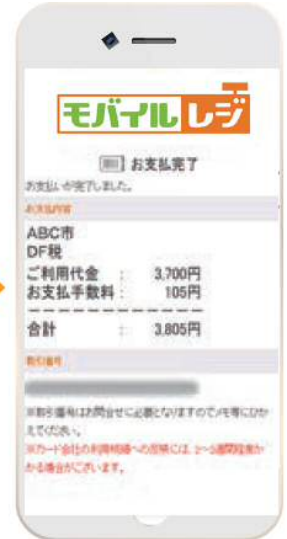 モバイルレジ
お支払完了
お支払いが完了しました。
お支払内容
ABC市
DF税
ご利用代金 : 3,700円
お支払手数料 : 105円
合計 : 3,805円
取引番号
※取引番号はお問合せに必要となりますのでメモ等にひか
えてください。
※カード会社の利用明細への反映には、2〜3週間程度か
かる場合がございます。